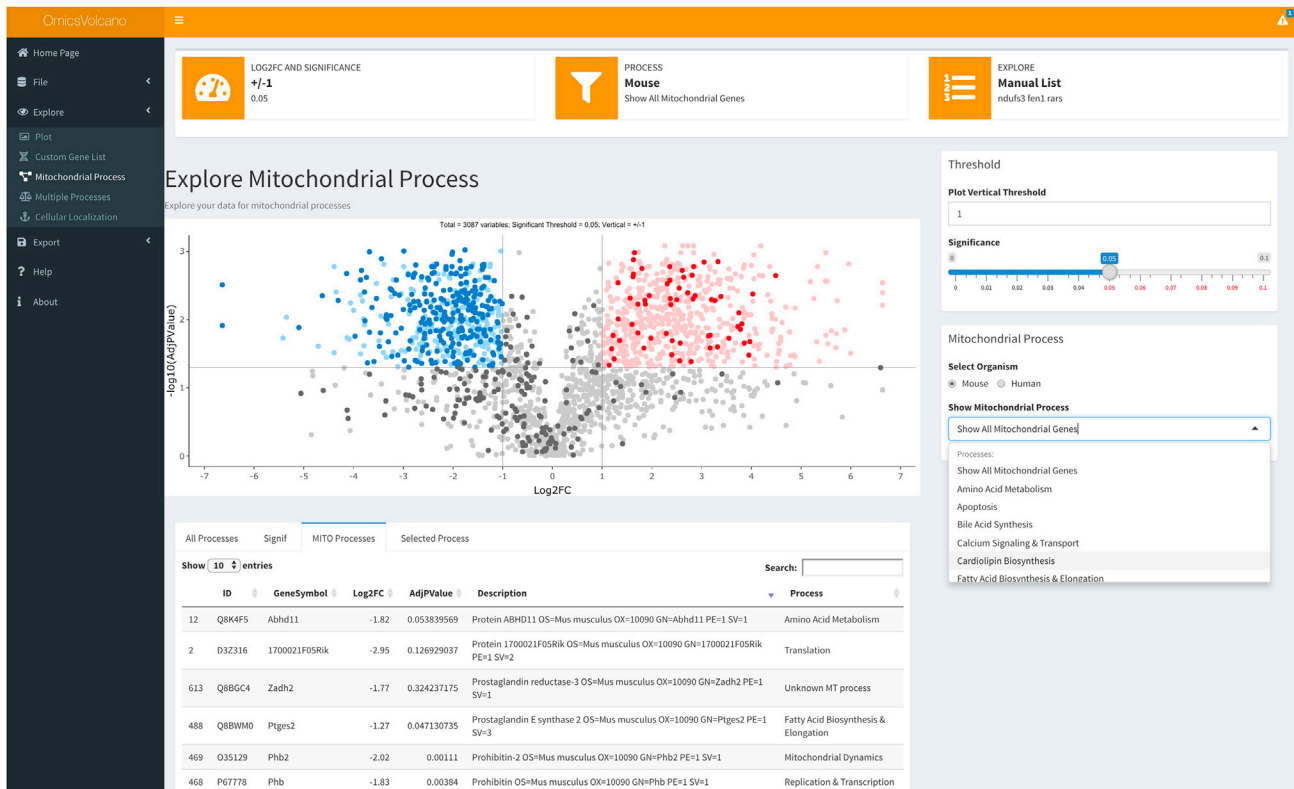 OmicsVolcano
1
Home Page
File
Explore
Plot
Custom Gene List
Mitochondrial Process
Multiple Processes
Cellular Localization
Export
Help
About
LOG2FC AND SIGNIFICANCE
+/-1
0.05
PROCESS
Mouse
Show All Mitochondrial Genes
1
2
3
EXPLORE
Manual List
ndufs3 fen1 rars
Explore Mitochondrial Process
Explore your data for mitochondrial processes
Total = 3087 variables; Significant Threshold = 0.05; Vertical = +/-1
-log10(AdjPValue)
3
2
1
0
-7 -6 -5 -4 -3 -2 -1 0 1 2 3 4 5 6 7
Log2FC
Threshold
Plot Vertical Threshold
1
Significance
0 0.05 0.1
0 0.01 0.02 0.03 0.04 0.05 0.06 0.07 0.08 0.09 0.1
Mitochondrial Process
Select Organism
Mouse Human
Show Mitochondrial Process
Show All Mitochondrial Genes
Processes:
Show All Mitochondrial Genes
Amino Acid Metabolism
Apoptosis
Bile Acid Synthesis
Calcium Signaling & Transport
Cardiolipin Biosynthesis
Fatty Acid Biosynthesis & Elongation
All Processes Signif MITO Processes Selected Process
Show 10 entries Search:
ID GeneSymbol Log2FC AdjPValue Description Process
12 Q8K4F5 Abhd11 -1.82 0.053839569 Protein ABHD11 OS=Mus musculus OX=10090 GN=Abhd11 PE=1 SV=1 Amino Acid Metabolism
2 D3Z316 1700021F05Rik -2.95 0.126929037 Protein 1700021F05Rik OS=Mus musculus OX=10090 GN=1700021F05Rik Translation
PE=1 SV=2
613 Q8BGC4 Zadh2 -1.77 0.324237175 Prostaglandin reductase-3 OS=Mus musculus OX=10090 GN=Zadh2 PE=1 Unknown MT process
SV=1
488 Q8BWM0 Ptges2 -1.27 0.047130735 Prostaglandin E synthase 2 OS=Mus musculus OX=10090 GN=Ptges2 PE=1 Fatty Acid Biosynthesis &
SV=3 Elongation
469 O35129 Phb2 -2.02 0.00111 Prohibitin-2 OS=Mus musculus OX=10090 GN=Phb2 PE=1 SV=1 Mitochondrial Dynamics
468 P67778 Phb -1.83 0.00384 Prohibitin OS=Mus musculus OX=10090 GN=Phb PE=1 SV=1 Replication & Transcription